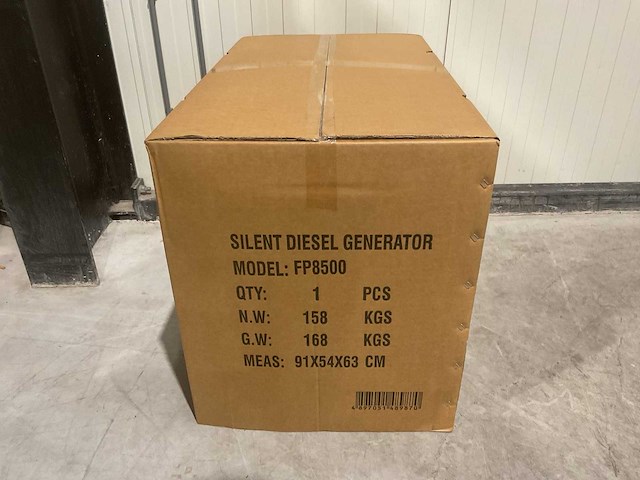 SILENT DIESEL GENERATOR
MODEL: FP8500
QTY: 1 PCS
N.W: 158 KGS
G.W: 168 KGS
MEAS: 91X54X63 CM